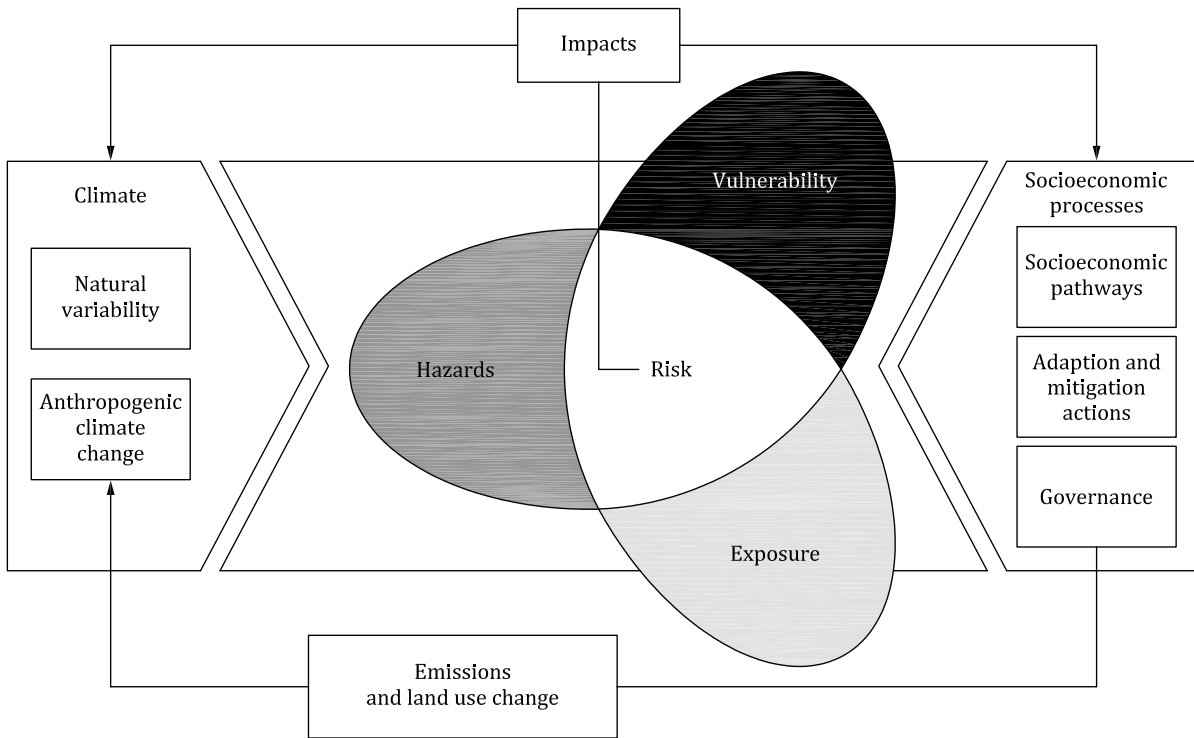 Impacts
Climate
Natural
variability
Anthropogenic
climate
change
Vulnerability
Hazards
Risk
Exposure
Socioeconomic
processes
Socioeconomic
pathways
Adaption and
mitigation
actions
Governance
Emissions
and land use change